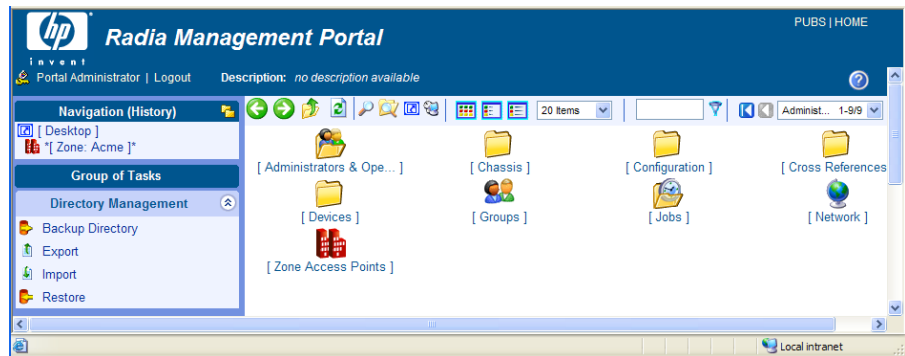 PUBS | HOME
hp
invent
Radia Management Portal
Portal Administrator | Logout
Description: no description available
Navigation (History)
[ Desktop ]
*[ Zone: Acme ]*
20 Items
Administ... 1-9/9
Group of Tasks
Directory Management
Backup Directory
Export
Import
Restore
[ Administrators & Ope... ]
[ Chassis ]
[ Configuration ]
[ Cross References
[ Devices ]
[ Groups ]
[ Jobs ]
[ Network ]
[ Zone Access Points ]
Local intranet